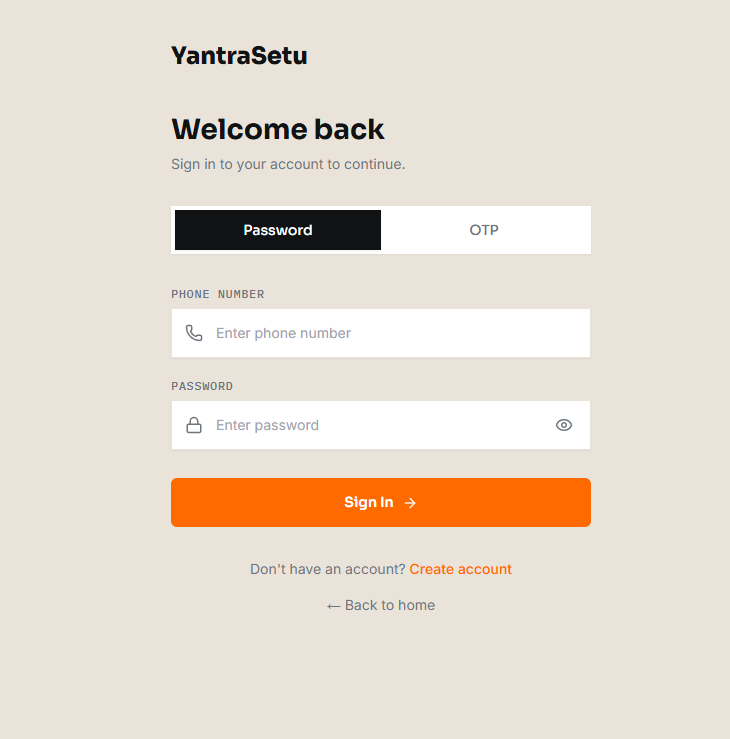 YantraSetu
Welcome back
Sign in to your account to continue.
Password
OTP
PHONE NUMBER
Enter phone number
PASSWORD
Enter password
Sign In →
Don't have an account? Create account
← Back to home